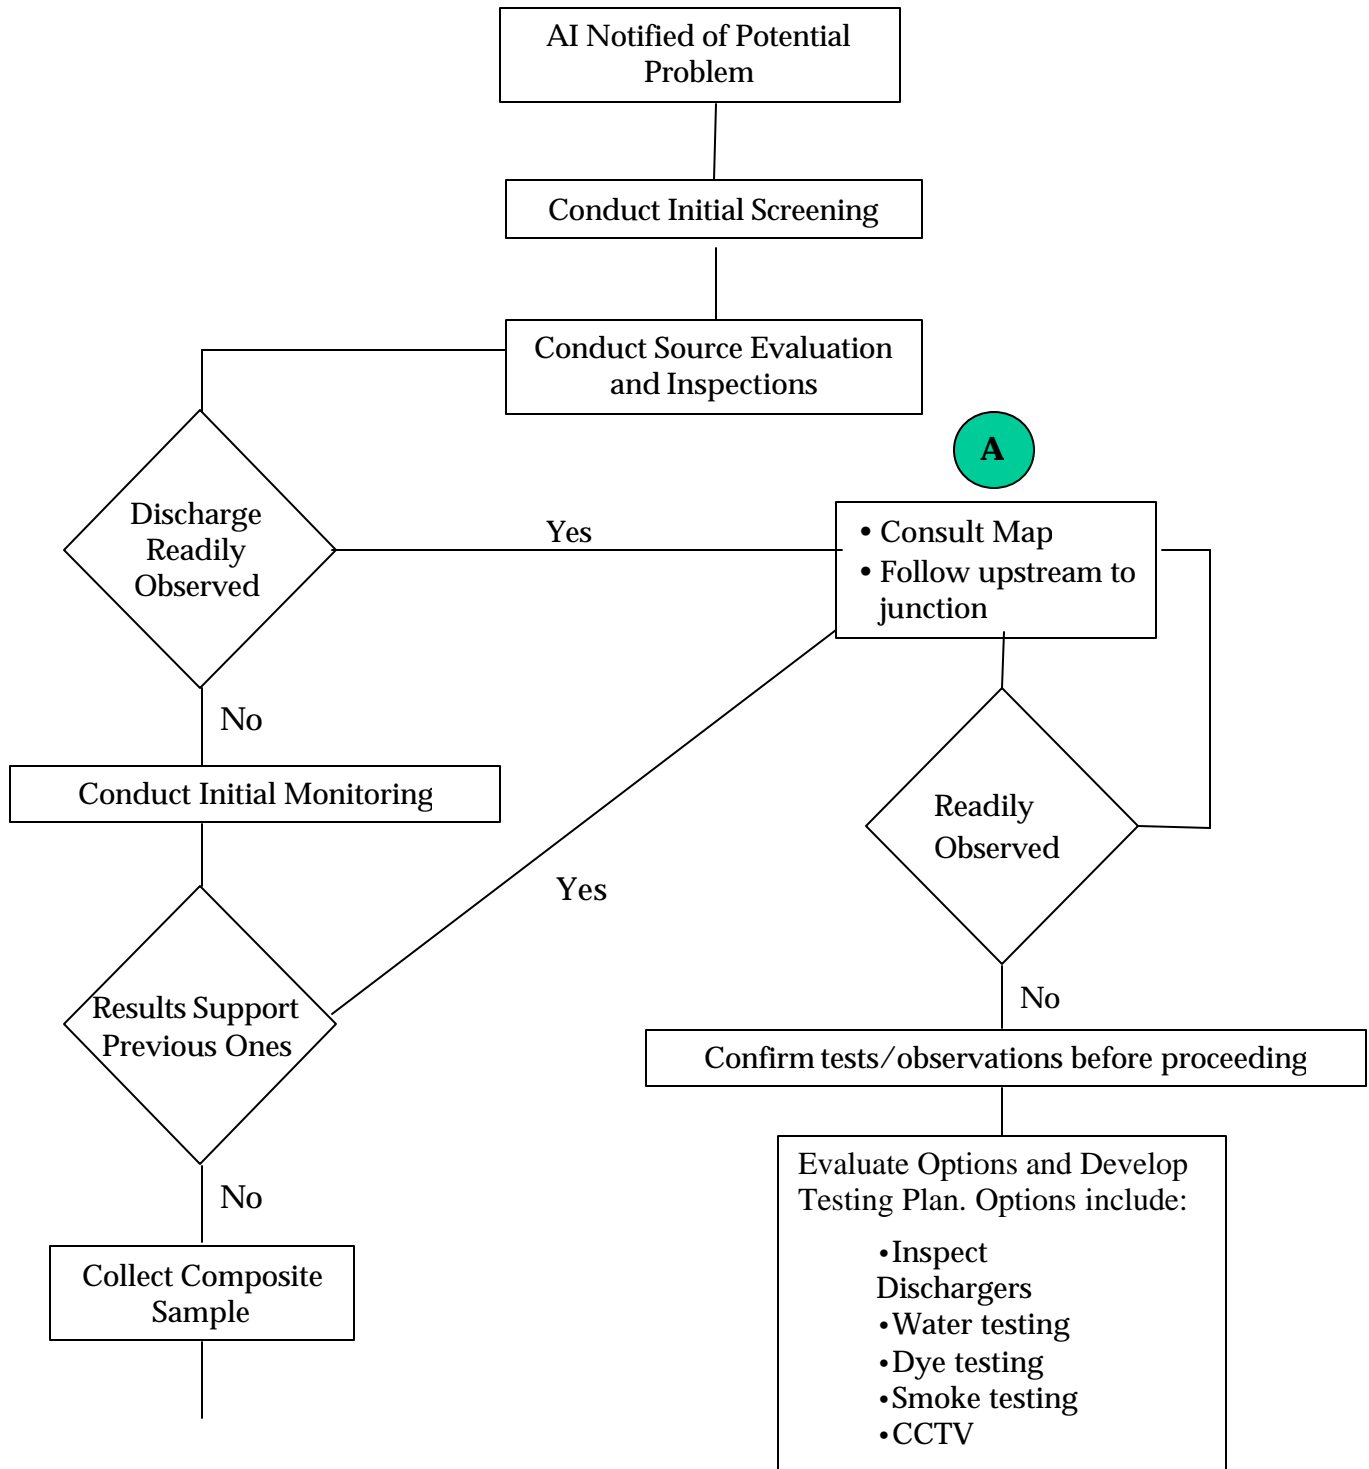 AI Notified of Potential
Problem
Conduct Initial Screening
Conduct Source Evaluation
and Inspections
A
Discharge
Readily
Observed
Yes
• Consult Map
• Follow upstream to
junction
No
Conduct Initial Monitoring
Readily
Observed
Yes
Results Support
Previous Ones
No
Confirm tests/observations before proceeding
No
Collect Composite
Sample
Evaluate Options and Develop
Testing Plan. Options include:
•Inspect
Dischargers
•Water testing
•Dye testing
•Smoke testing
•CCTV